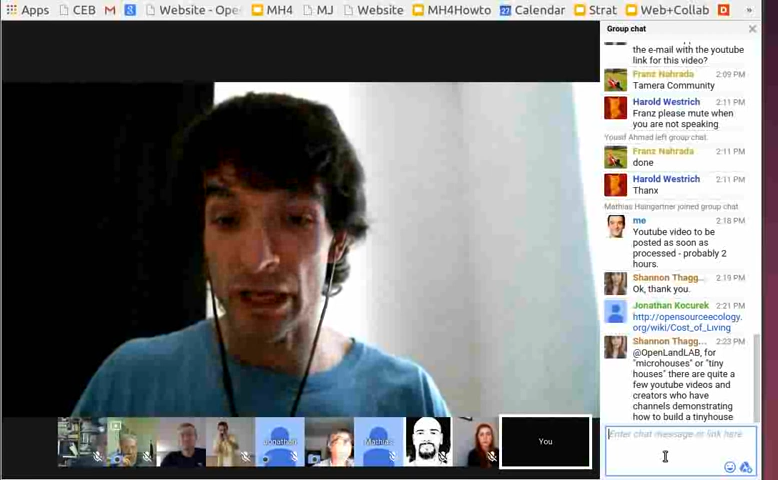 Apps CEB Website - Ope MH4 MJ Website MH4Howto Calendar Strat Web+Collab »
Group chat
the e-mail with the youtube
link for this video?
Franz Nahrada 2:09 PM
Tamera Community
Harold Westrich 2:11 PM
Franz please mute when
you are not speaking
Yousif Ahmed left group chat.
Franz Nahrada 2:11 PM
done
Harold Westrich 2:11 PM
Thanx
Mathias Haingertner joined group chat.
me 2:18 PM
Youtube video to be
posted as soon as
processed - probably 2
hours.
Shannon Thagg... 2:19 PM
Ok, thank you.
Jonathan Kocurek 2:21 PM
http://opensourceecology.
org/wiki/Cost_of_Living
Shannon Thagg... 2:23 PM
@OpenLandLAB, for
"microhouses" or "tiny
houses" there are quite a
few youtube videos and
creators who have
channels demonstrating
how to build a tinyhouse
Enter chat message or link here
Jonathan
Mathias
You